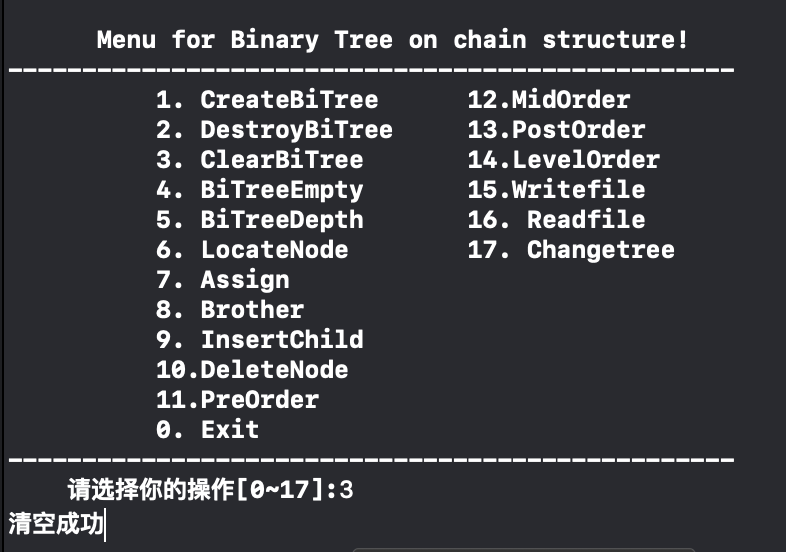 Menu for Binary Tree on chain structure!
-------------------------------------------------
1. CreateBiTree 12.MidOrder
2. DestroyBiTree 13.PostOrder
3. ClearBiTree 14.LevelOrder
4. BiTreeEmpty 15.Writefile
5. BiTreeDepth 16. Readfile
6. LocateNode 17. Changetree
7. Assign
8. Brother
9. InsertChild
10.DeleteNode
11.PreOrder
0. Exit
-------------------------------------------------
请选择你的操作[0~17]:3
清空成功